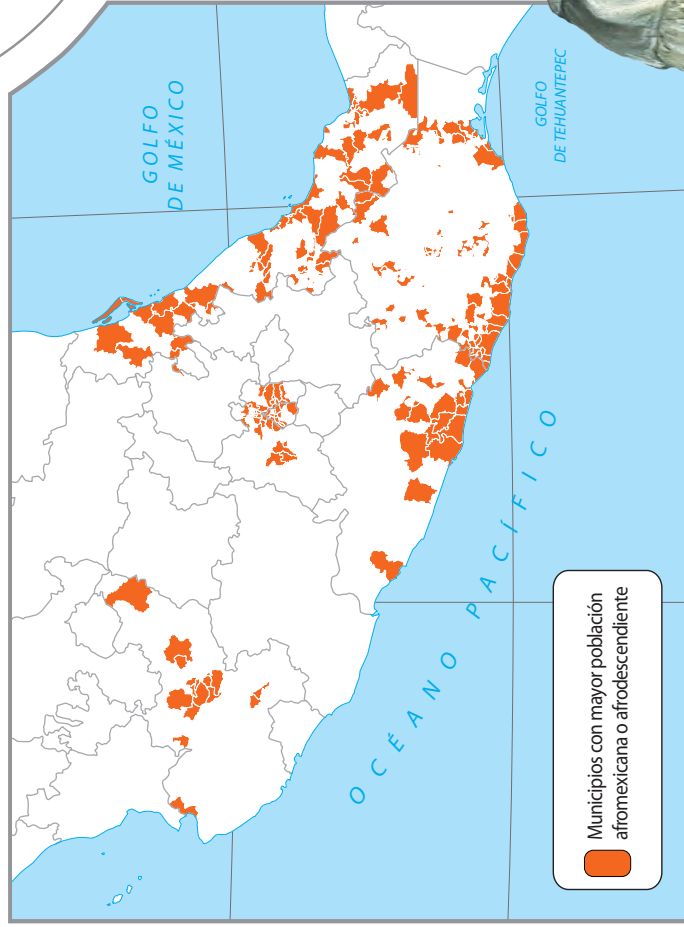 GOLFO
DE MÉXICO
GOLFO
DE TEHUANTEPEC
OCÉANO PACÍFICO
Municipios con mayor población
afromexicana o afrodescendiente